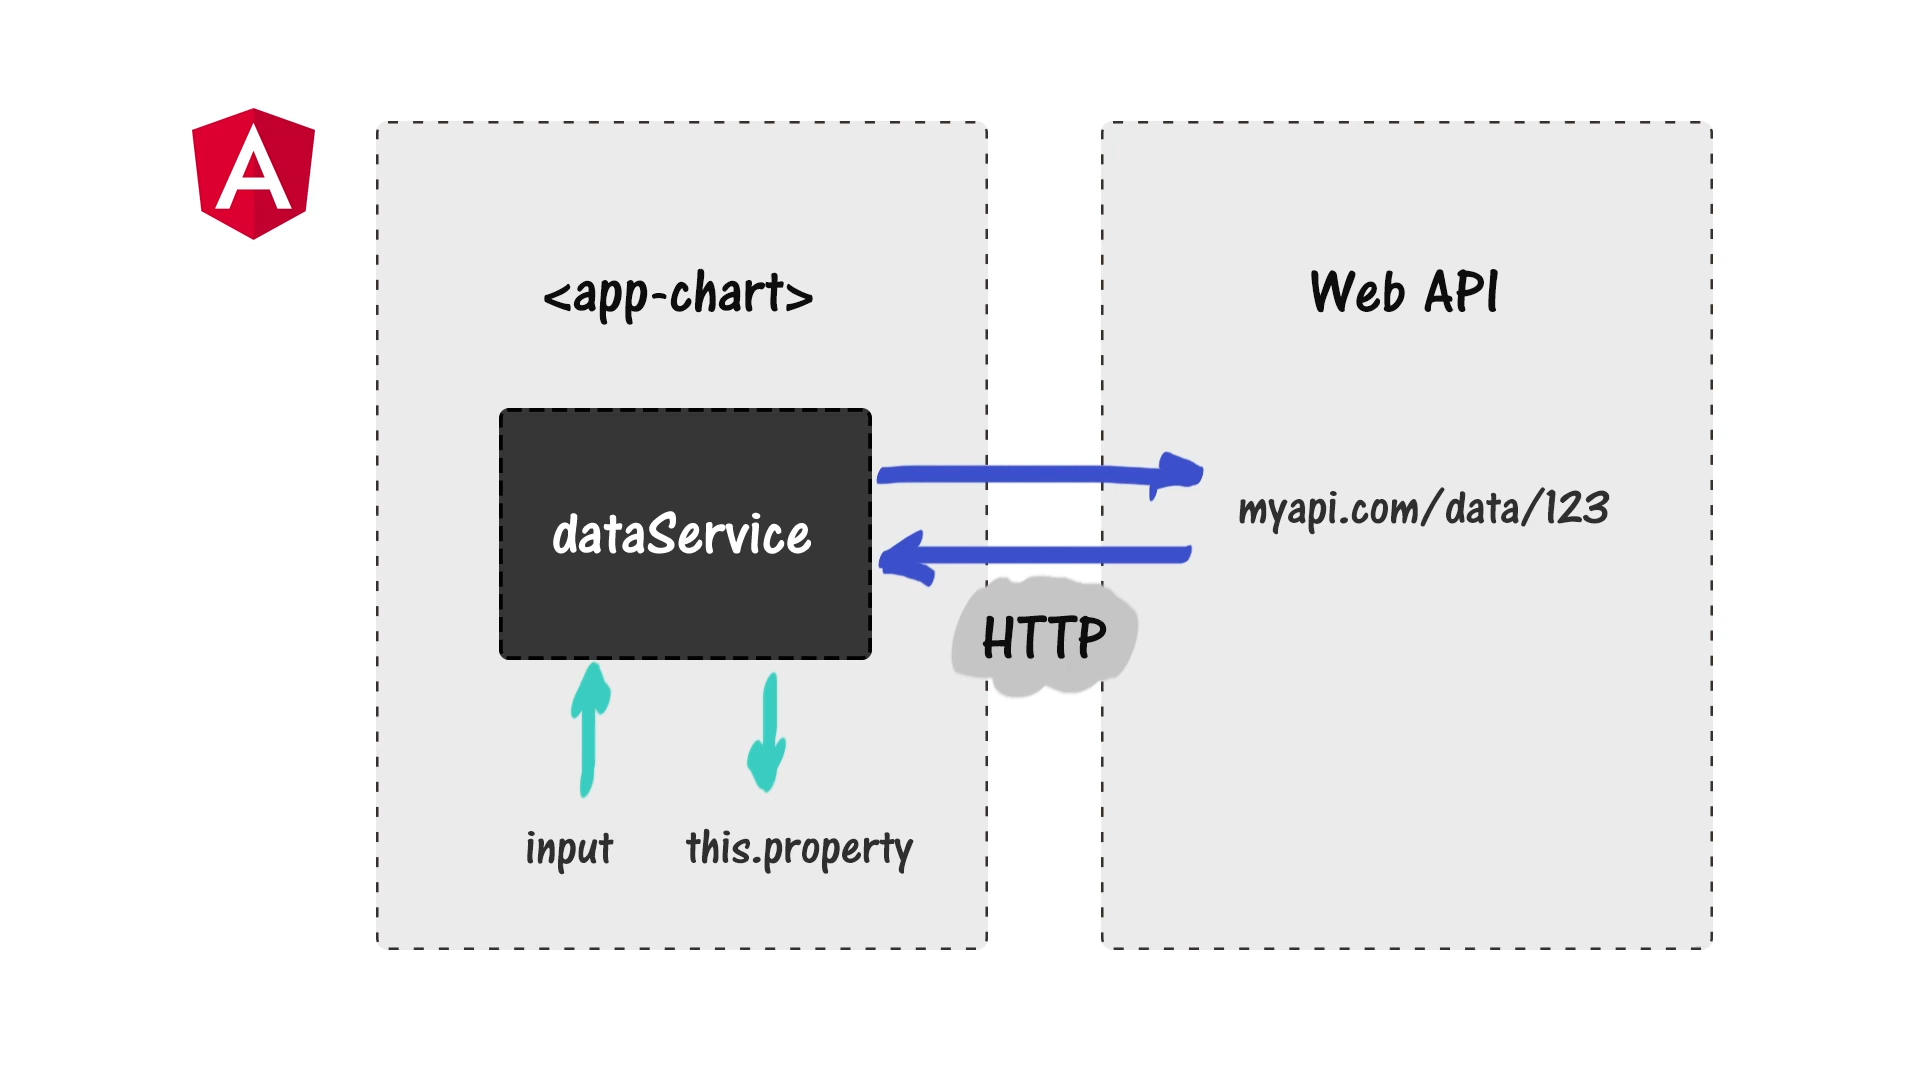 <app-chart>
Web API
dataService
myapi.com/data/123
HTTP
input
this.property